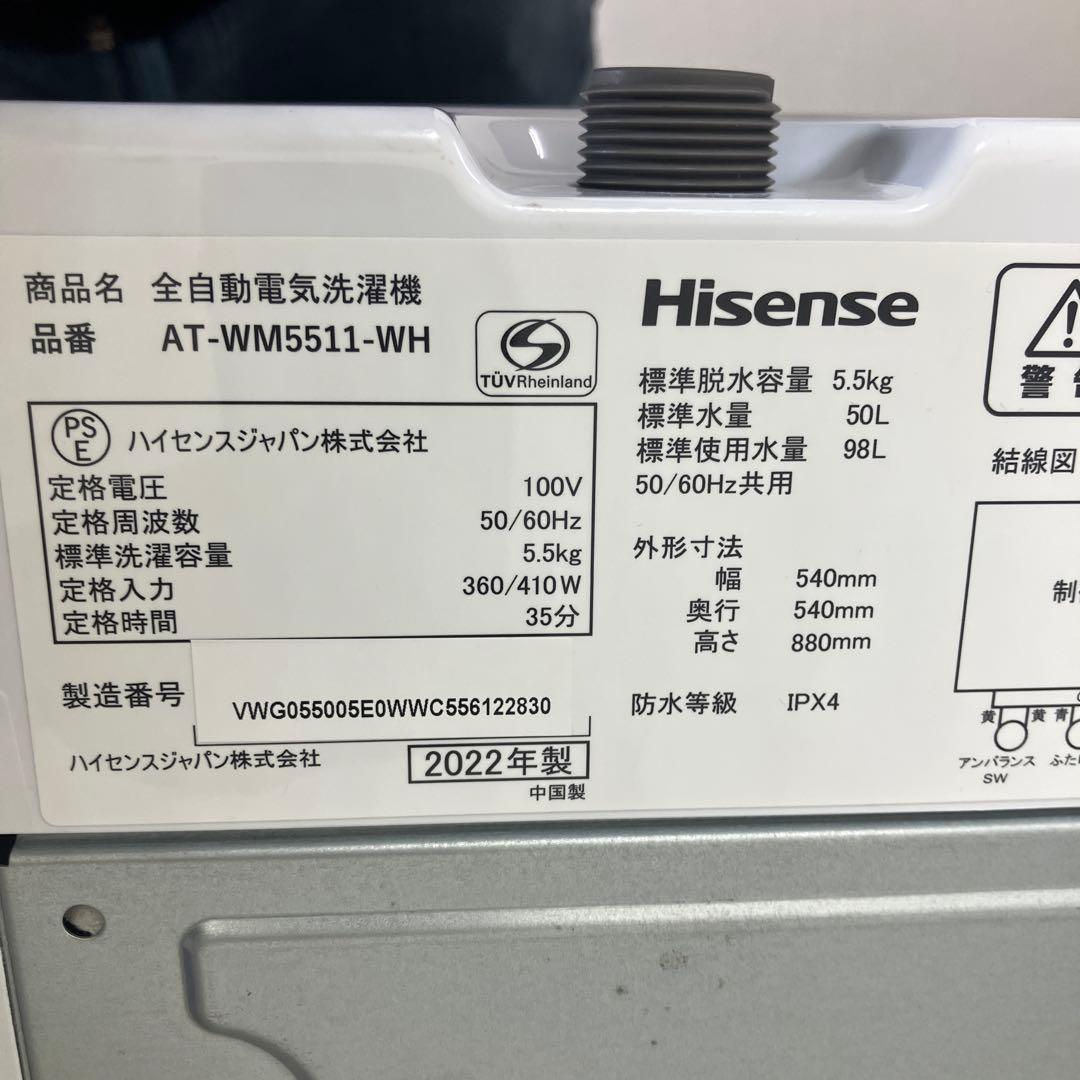 商品名 全自動電気洗濯機
品番 AT-WM5511-WH
TÜVRheinland
PS
E
ハイセンスジャパン株式会社
定格電圧 100V
定格周波数 50/60Hz
標準洗濯容量 5.5kg
定格入力 360/410W
定格時間 35分
製造番号 VWG055005E0WWC556122830
ハイセンスジャパン株式会社 2022年製
中国製
Hisense
標準脱水容量 5.5kg
標準水量 50L
標準使用水量 98L
50/60Hz共用
外形寸法
幅 540mm
奥行 540mm
高さ 880mm
防水等級 IPX4
警
結線図
制
黄 黄 青
アンバランス ふた
SW